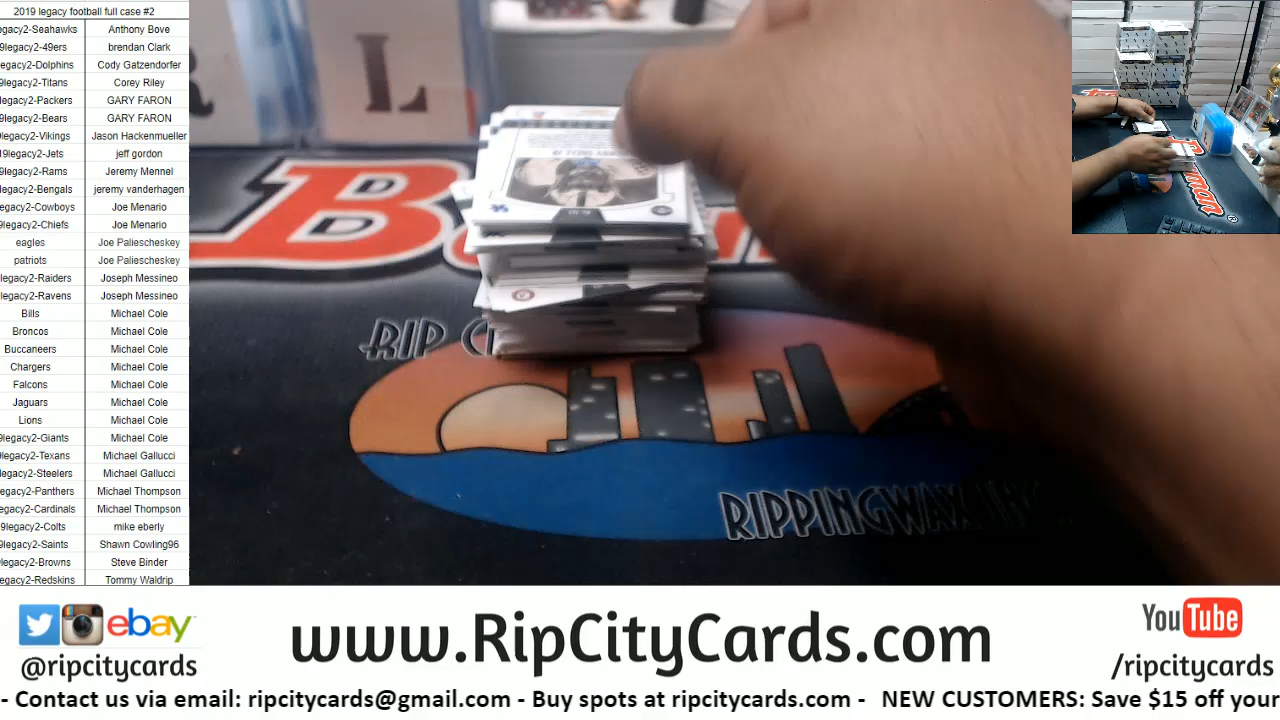 2019 legacy football full case #2
egacy2-Seahawks Anthony Bove
9legacy2-49ers brendan Clark
legacy2-Dolphins Cody Gatzendorfer
legacy2-Titans Corey Riley
legacy2-Packers GARY FARON
9legacy2-Bears GARY FARON
9legacy2-Vikings Jason Hackenmueller
19legacy2-Jets jeff gordon
9legacy2-Rams Jeremy Mennel
legacy2-Bengals jeremy vanderhagen
egacy2-Cowboys Joe Menario
legacy2-Chiefs Joe Menario
eagles Joe Paliescheskey
patriots Joe Paliescheskey
legacy2-Raiders Joseph Messineo
legacy2-Ravens Joseph Messineo
Bills Michael Cole
Broncos Michael Cole
Buccaneers Michael Cole
Chargers Michael Cole
Falcons Michael Cole
Jaguars Michael Cole
Lions Michael Cole
9legacy2-Giants Michael Cole
9legacy2-Texans Michael Gallucci
legacy2-Steelers Michael Gallucci
egacy2-Panthers Michael Thompson
egacy2-Cardinals Michael Thompson
9legacy2-Colts mike eberly
9legacy2-Saints Shawn Cowling96
legacy2-Browns Steve Binder
egacy2-Redskins Tommy Waldrip
L
B
RIP C
RIPPINGWAX
ebay
@ripcitycards
www.RipCityCards.com
YouTube
/ripcitycards
- Contact us via email: ripcitycards@gmail.com - Buy spots at ripcitycards.com - NEW CUSTOMERS: Save $15 off your